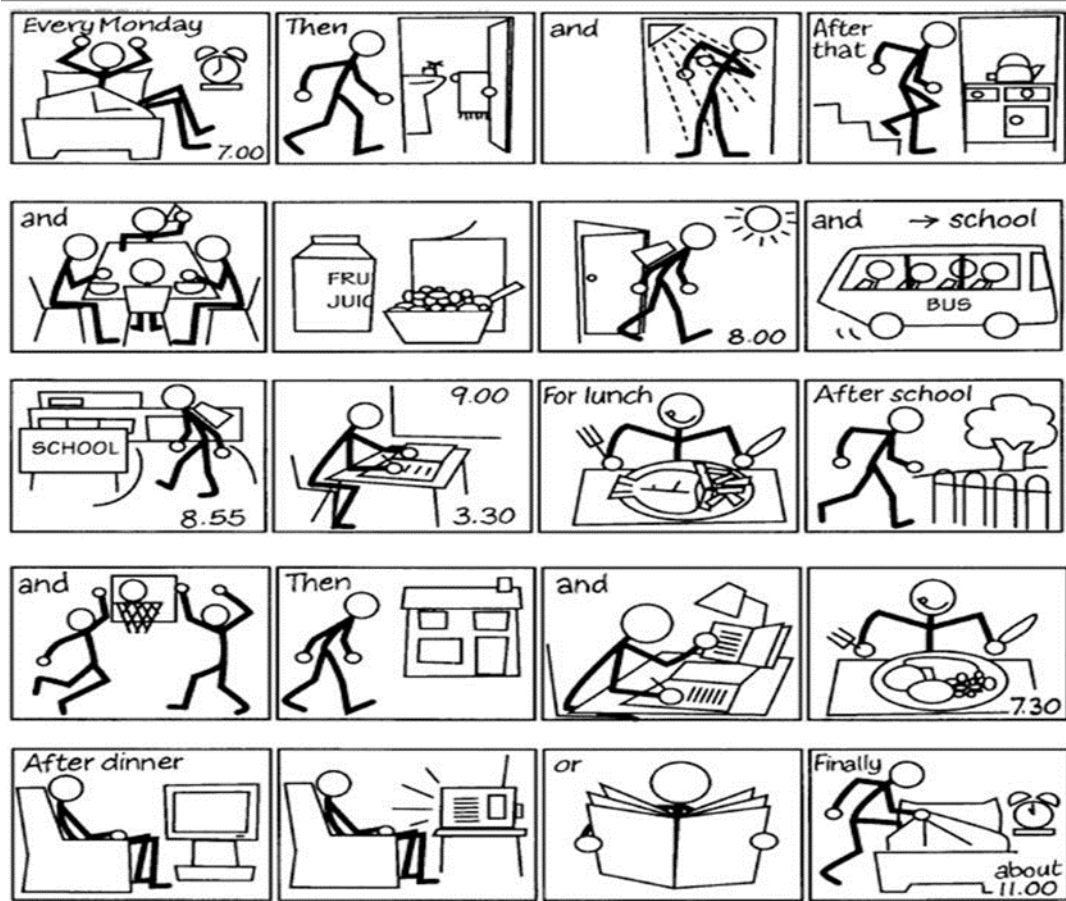 Every Monday
7.00
Then
and
After
that
and
FRU
JUIC
8.00
and → school
BUS
SCHOOL
8.55
9.00
3.30
For lunch
After school
and
Then
and
7.30
After dinner
or
Finally
about
11.00